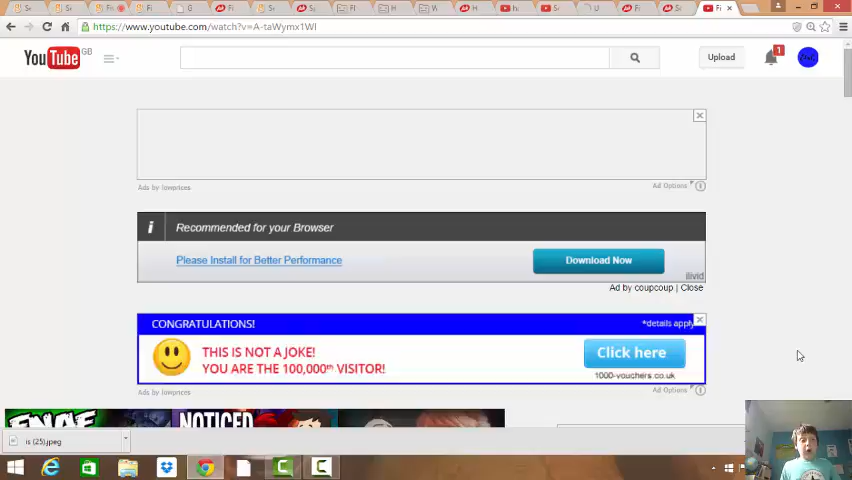 https://www.youtube.com/watch?v=A-taWymx1WI
YouTube GB
Upload
1
Ads by lowprices
Ad Options
i
Recommended for your Browser
Please Install for Better Performance
Download Now
ilivid
Ad by coupcoup | Close
CONGRATULATIONS!
*details apply
THIS IS NOT A JOKE!
YOU ARE THE 100,000th VISITOR!
Click here
1000-vouchers.co.uk
Ads by lowprices
Ad Options
FNAF
NOTICED
is (25).jpeg